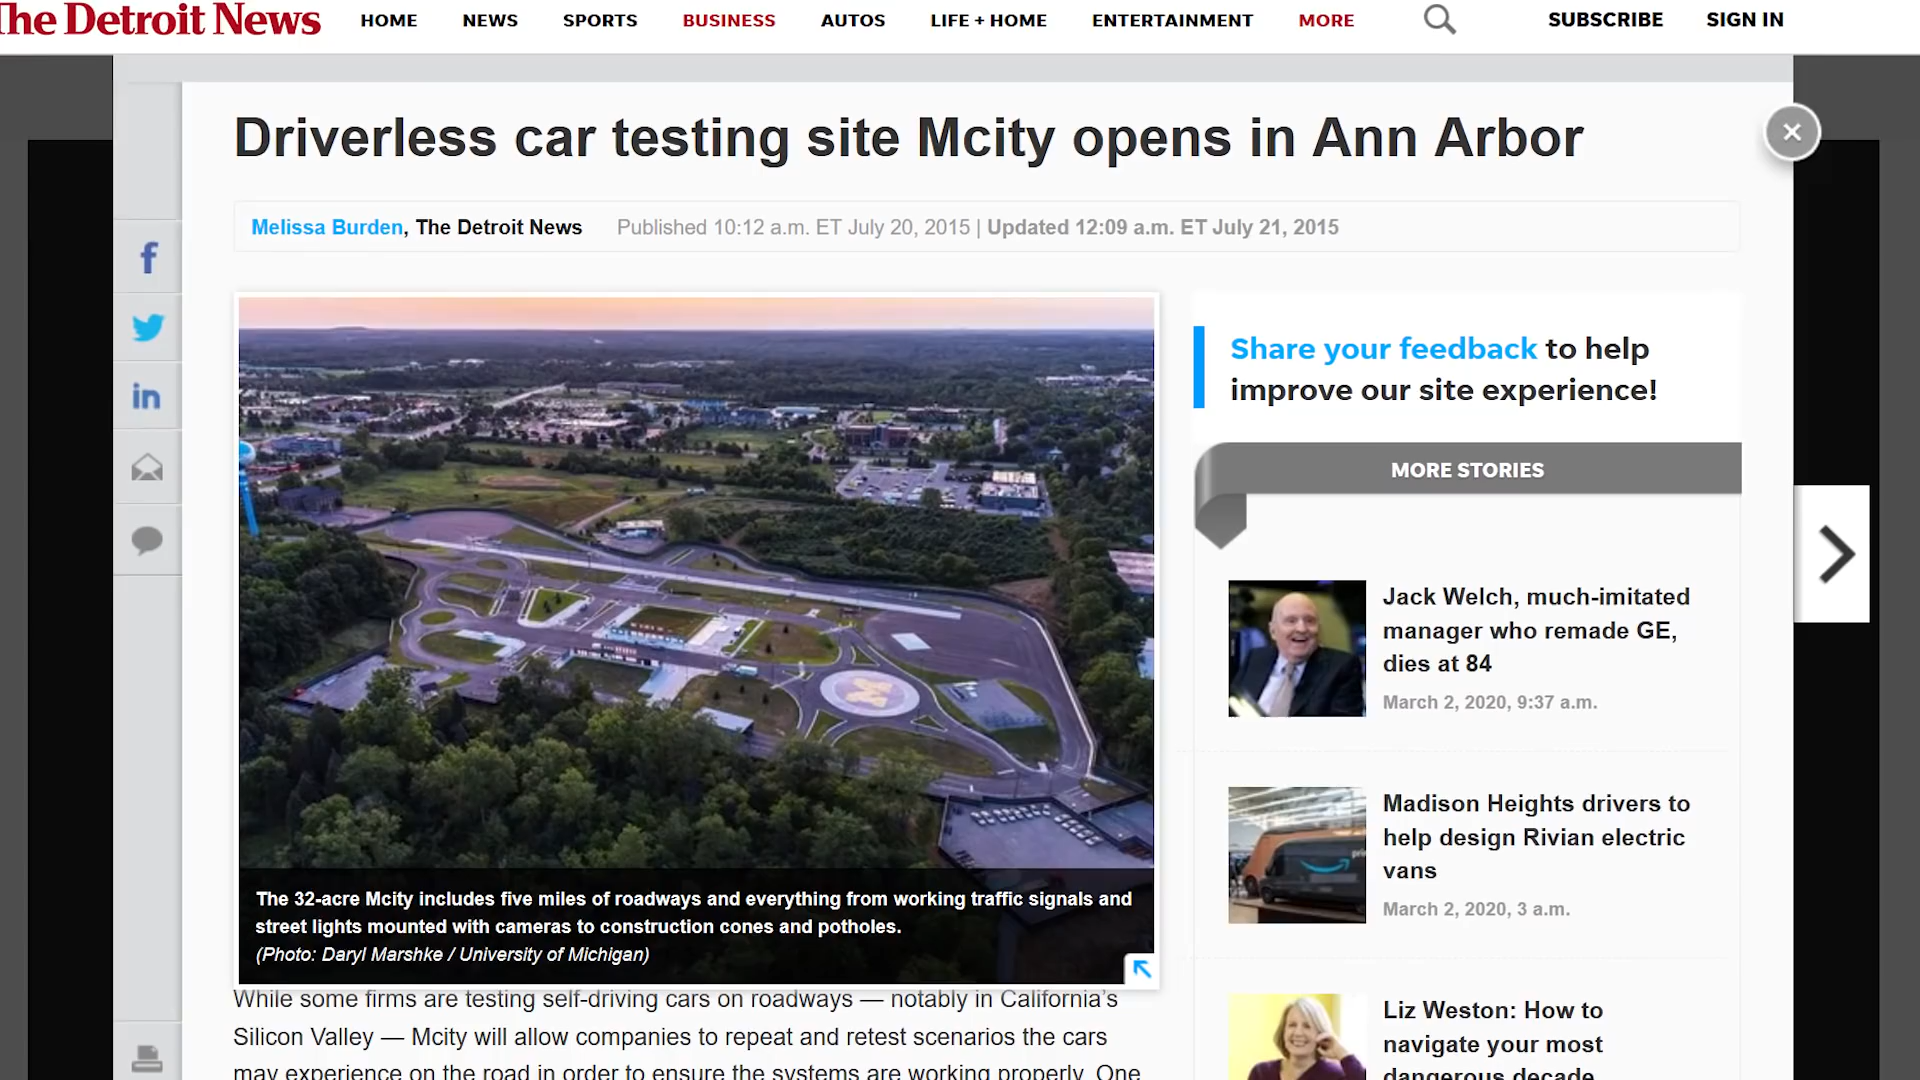 The Detroit News
HOME NEWS SPORTS BUSINESS AUTOS LIFE + HOME ENTERTAINMENT MORE SUBSCRIBE SIGN IN
Driverless car testing site Mcity opens in Ann Arbor
Melissa Burden, The Detroit News Published 10:12 a.m. ET July 20, 2015 | Updated 12:09 a.m. ET July 21, 2015
The 32-acre Mcity includes five miles of roadways and everything from working traffic signals and
street lights mounted with cameras to construction cones and potholes.
(Photo: Daryl Marshke / University of Michigan)
While some firms are testing self-driving cars on roadways — notably in California's
Silicon Valley — Mcity will allow companies to repeat and retest scenarios the cars
may experience on the road in order to ensure the systems are working properly. One
Share your feedback to help
improve our site experience!
MORE STORIES
Jack Welch, much-imitated
manager who remade GE,
dies at 84
March 2, 2020, 9:37 a.m.
Madison Heights drivers to
help design Rivian electric
vans
March 2, 2020, 3 a.m.
Liz Weston: How to
navigate your most
dangerous decade